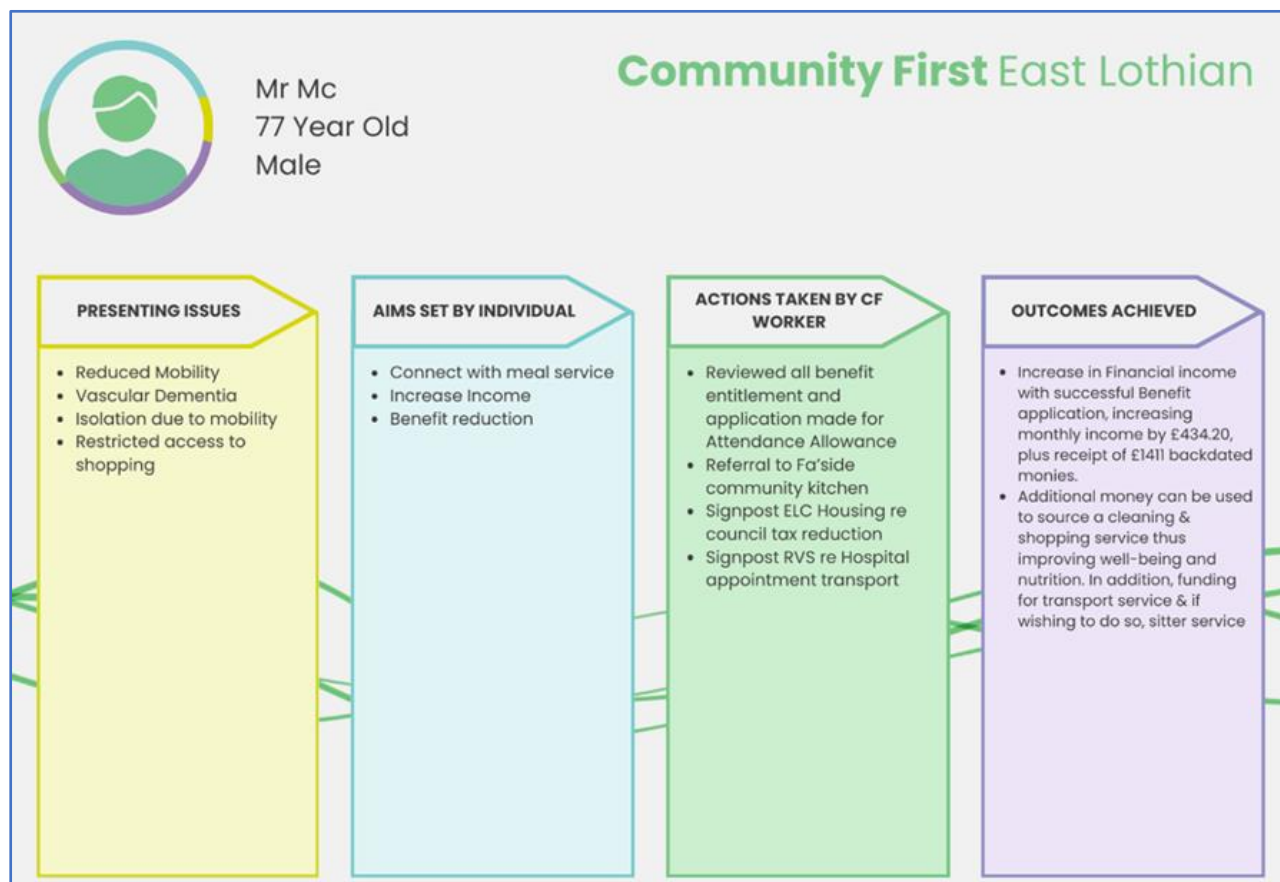 Community First East Lothian
Mr Mc
77 Year Old
Male
PRESENTING ISSUES
• Reduced Mobility
• Vascular Dementia
• Isolation due to mobility
• Restricted access to
shopping
AIMS SET BY INDIVIDUAL
• Connect with meal service
• Increase Income
• Benefit reduction
ACTIONS TAKEN BY CF
WORKER
• Reviewed all benefit
entitlement and
application made for
Attendance Allowance
• Referral to Fa'side
community kitchen
• Signpost ELC Housing re
council tax reduction
• Signpost RVS re Hospital
appointment transport
OUTCOMES ACHIEVED
• Increase in Financial income
with successful Benefit
application, increasing
monthly income by £434.20,
plus receipt of £1411 backdated
monies.
• Additional money can be used
to source a cleaning &
shopping service thus
improving well-being and
nutrition. In addition, funding
for transport service & if
wishing to do so, sitter service